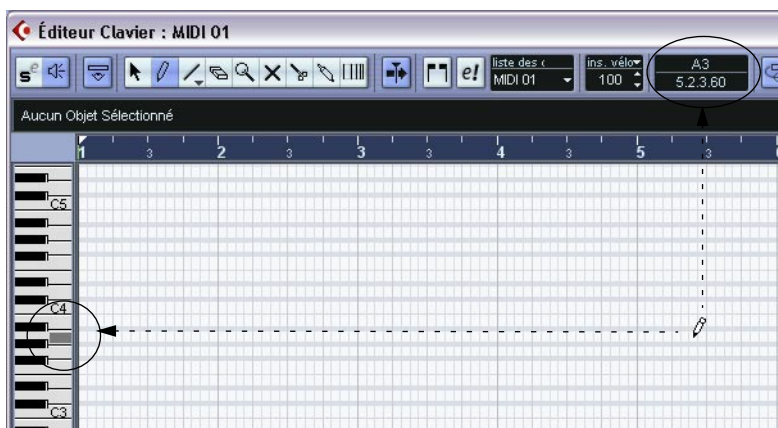 Éditeur Clavier : MIDI 01
liste des (
ins. vélo
MIDI 01
100
A3
5.2.3.60
Aucun Objet Sélectionné
1 3 2 3 3 3 4 3 5 3
C5
C4
C3